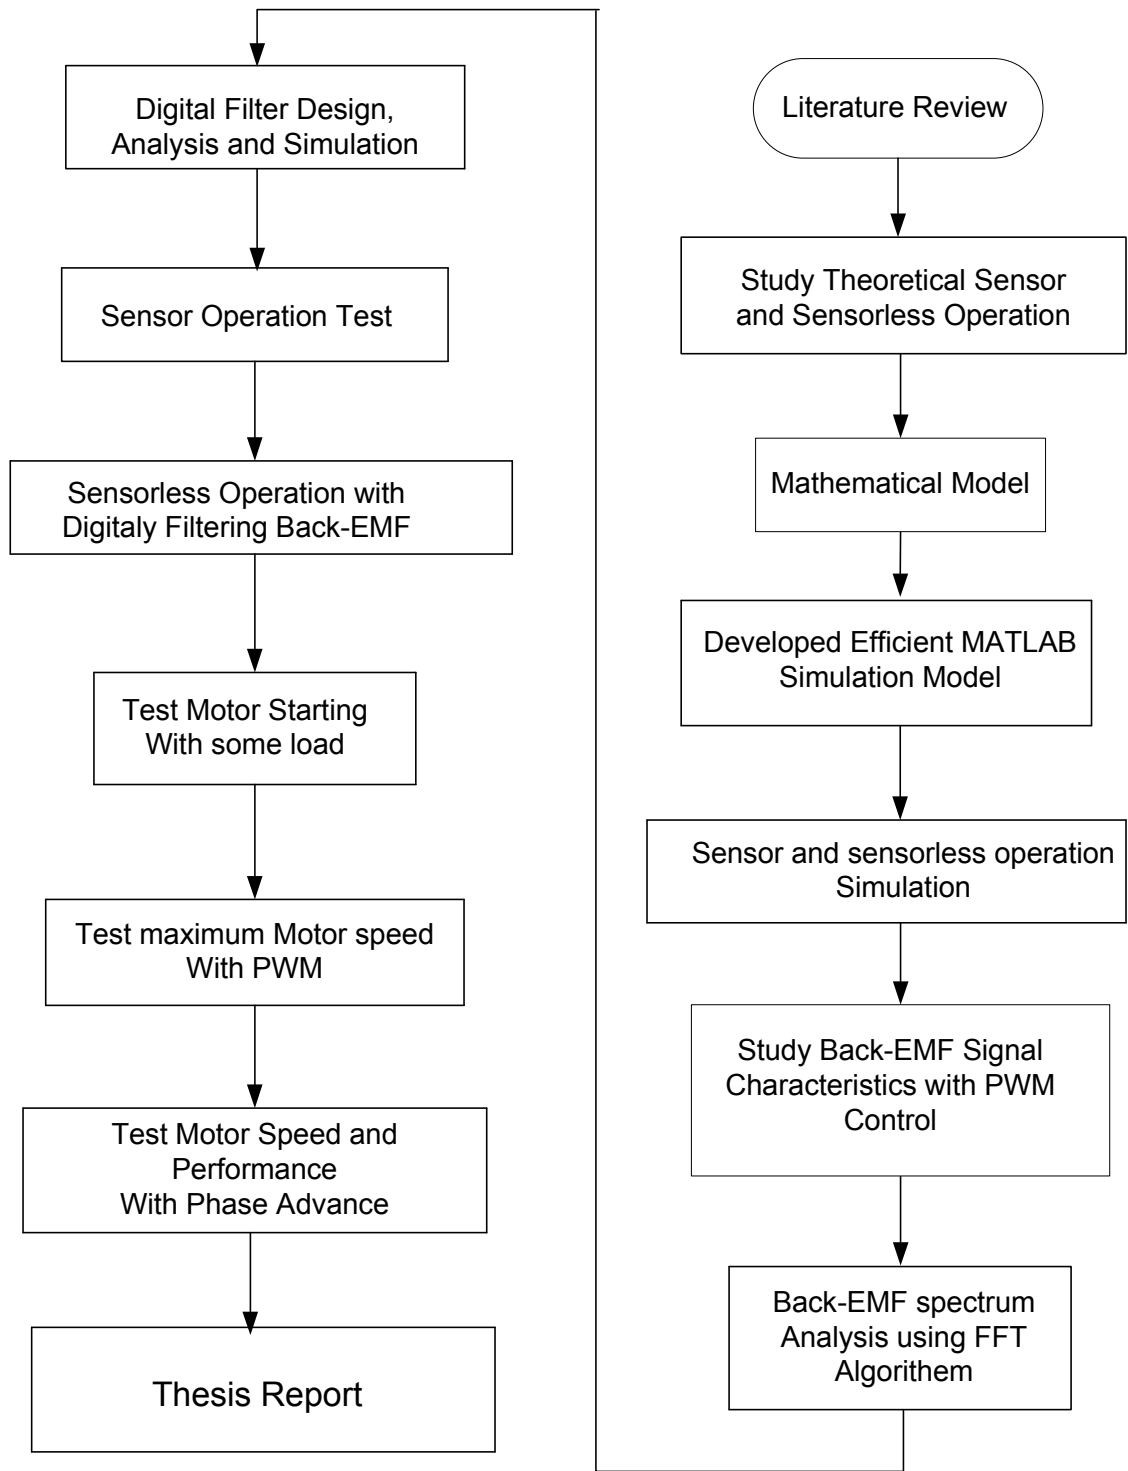 Literature Review
Study Theoretical Sensor
and Sensorless Operation
Mathematical Model
Developed Efficient MATLAB
Simulation Model
Sensor and sensorless operation
Simulation
Study Back-EMF Signal
Characteristics with PWM
Control
Back-EMF spectrum
Analysis using FFT
Algorithem
Digital Filter Design,
Analysis and Simulation
Sensor Operation Test
Sensorless Operation with
Digitaly Filtering Back-EMF
Test Motor Starting
With some load
Test maximum Motor speed
With PWM
Test Motor Speed and
Performance
With Phase Advance
Thesis Report